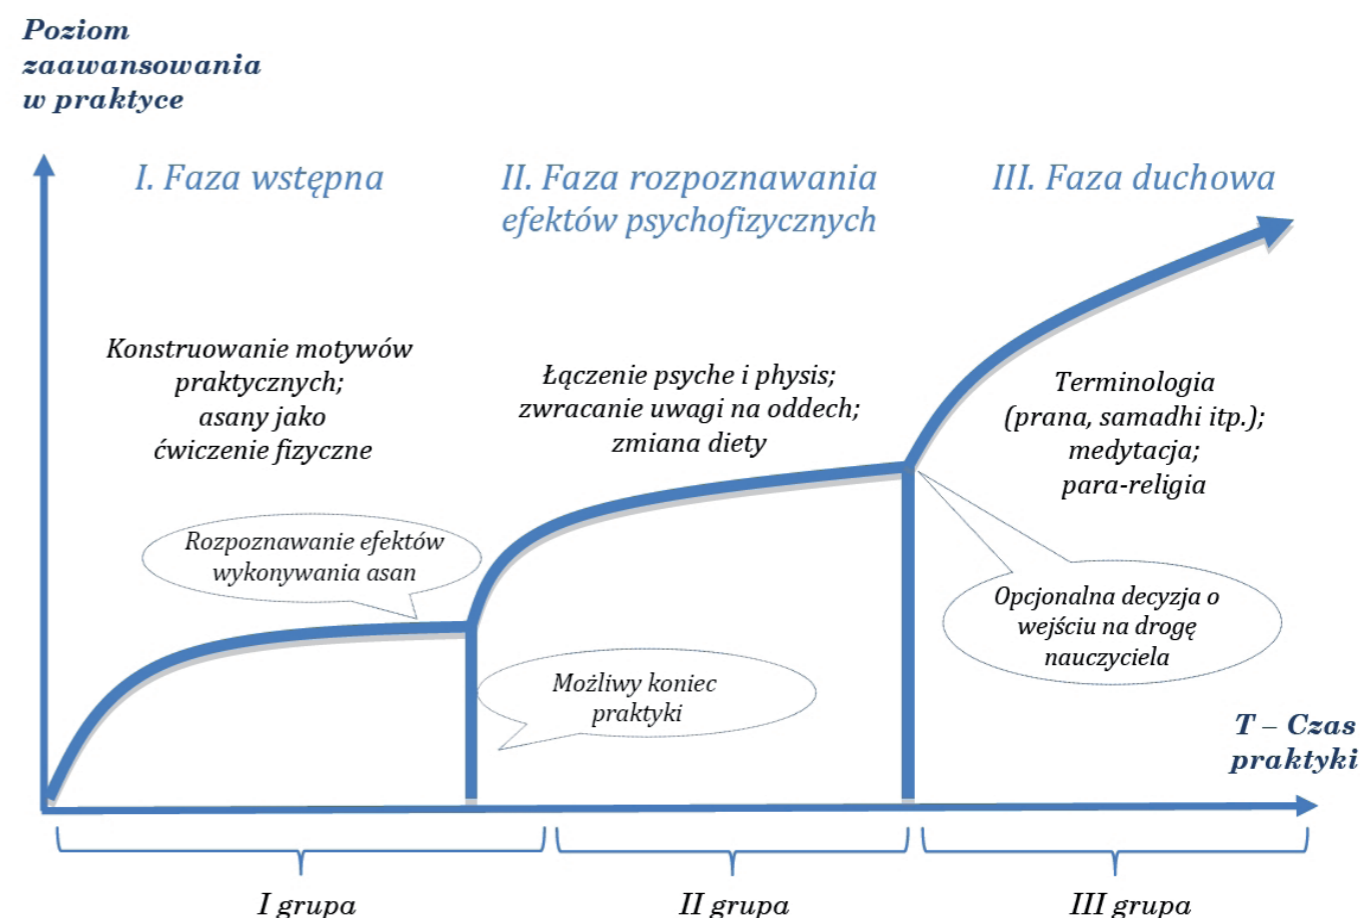 Poziom
zaawansowania
w praktyce
I. Faza wstępna
II. Faza rozpoznawania
efektów psychofizycznych
III. Faza duchowa
Konstruowanie motywów
praktycznych;
asany jako
ćwiczenie fizyczne
Łączenie psyche i physis;
zwracanie uwagi na oddech;
zmiana diety
Terminologia
(prana, samadhi itp.);
medytacja;
para-religia
Rozpoznawanie efektów
wykonywania asan
Możliwy koniec
praktyki
Opcjonalna decyzja o
wejściu na drogę
nauczyciela
T – Czas
praktyki
I grupa
II grupa
III grupa